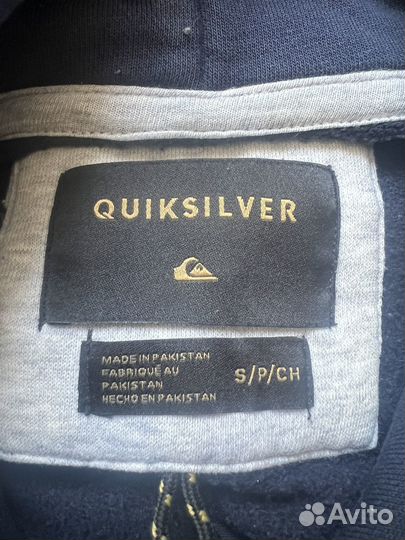 QUIKSILVER
MADE IN PAKISTAN
FABRIQUÉ AU
PAKISTAN
HECHO EN PAKISTAN
S/P/CH
Avito